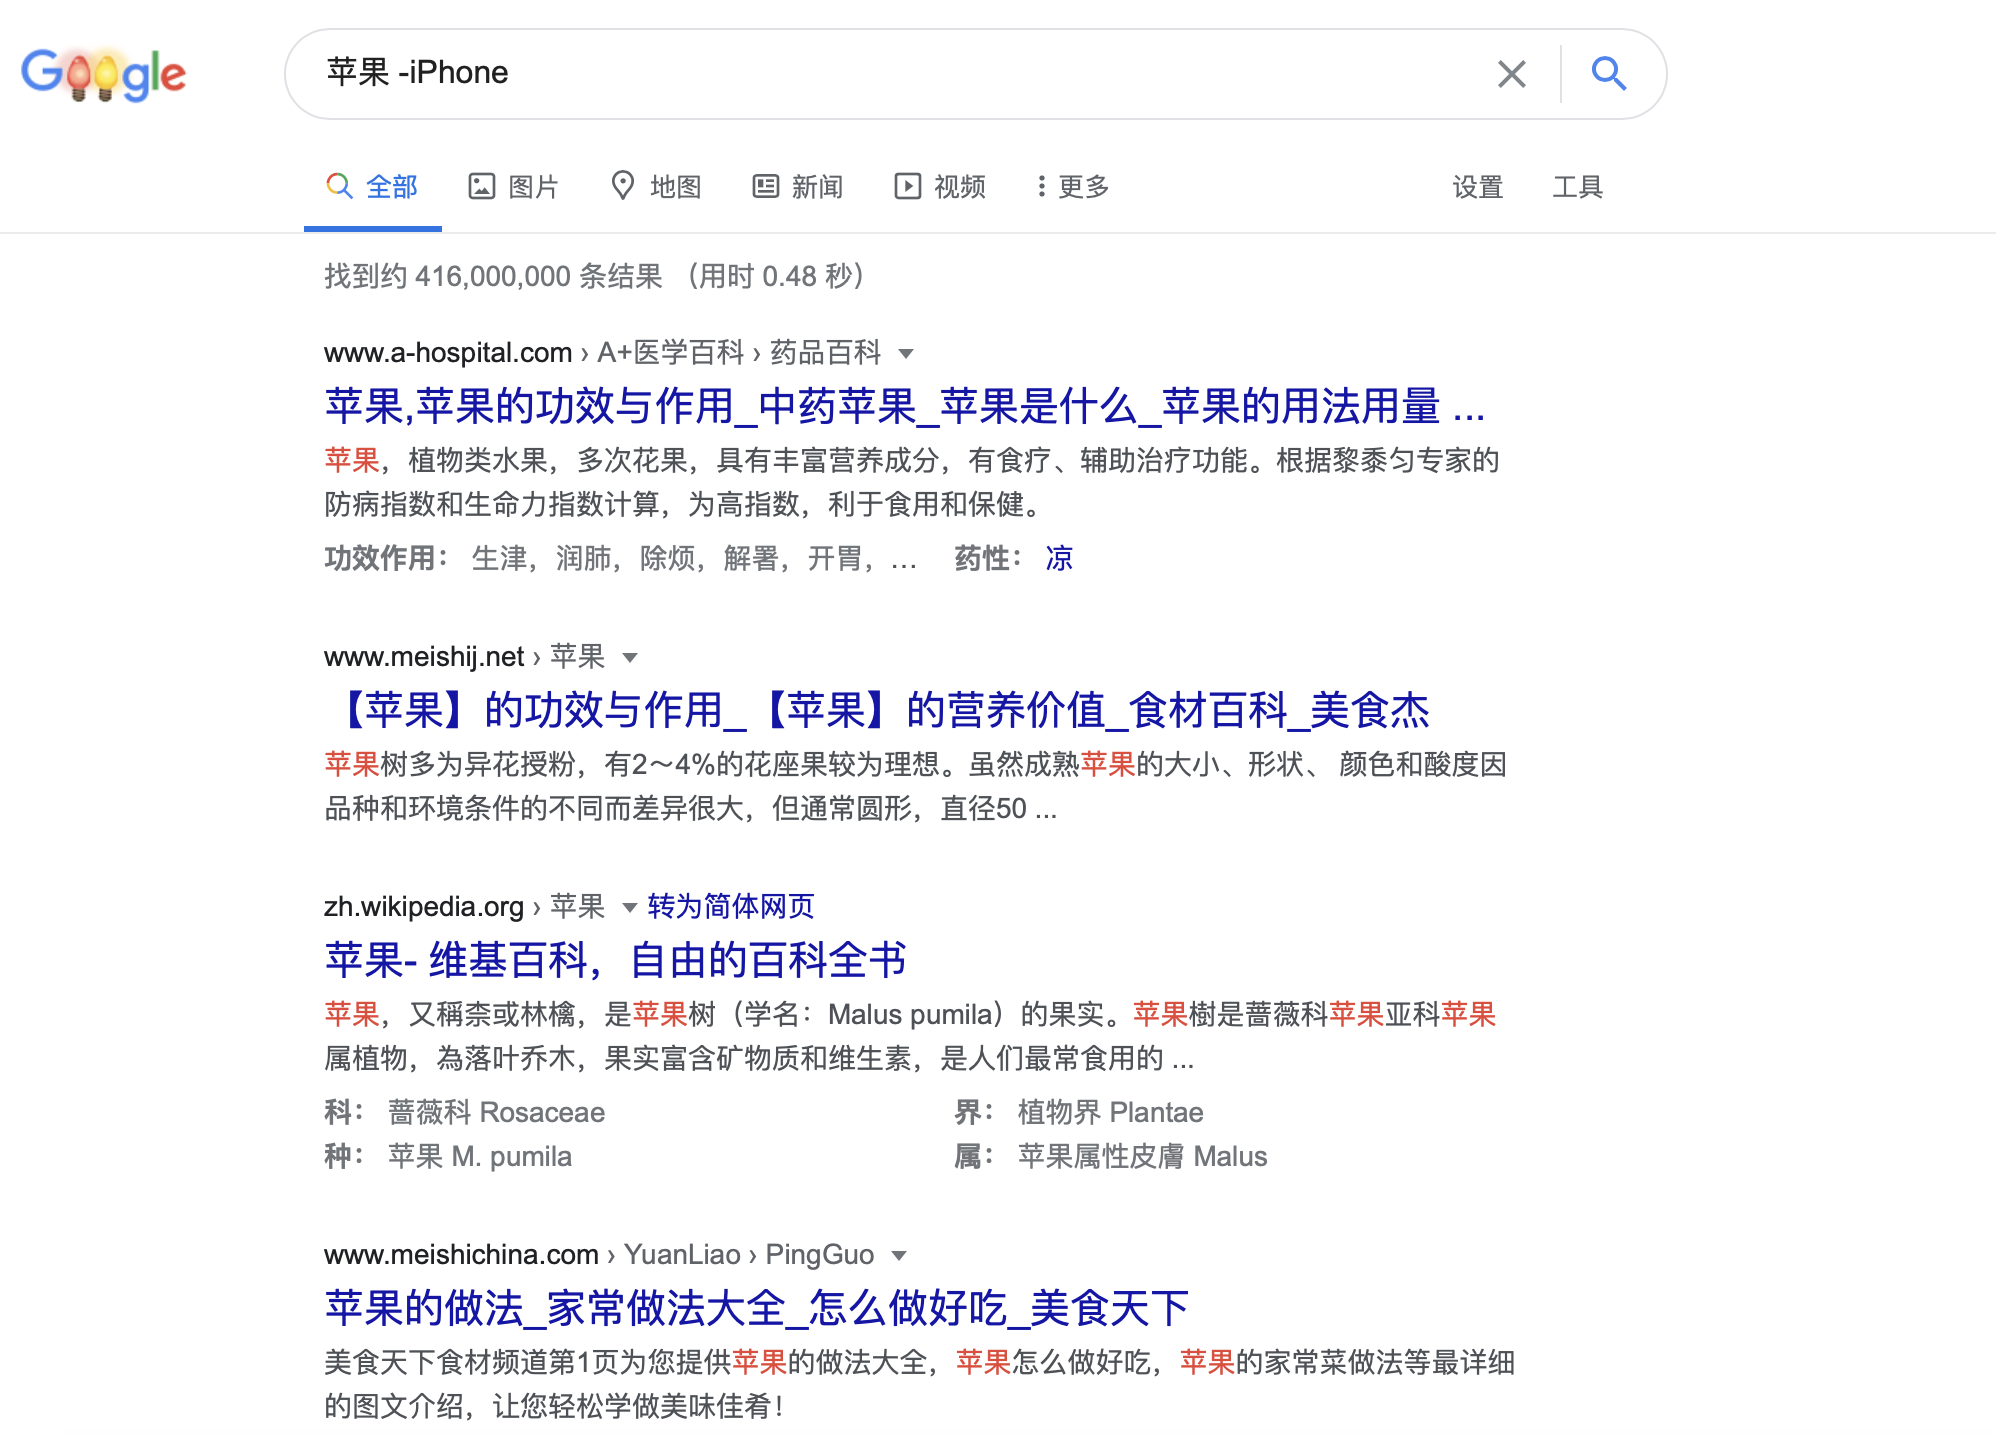 Google
苹果 -iPhone
全部 图片 地图 新闻 视频 更多 设置 工具
找到约 416,000,000 条结果 （用时 0.48 秒）
www.a-hospital.com › A+医学百科 › 药品百科
苹果,苹果的功效与作用_中药苹果_苹果是什么_苹果的用法用量 ...
苹果，植物类水果，多次花果，具有丰富营养成分，有食疗、辅助治疗功能。根据黎黍匀专家的
防病指数和生命力指数计算，为高指数，利于食用和保健。
功效作用： 生津，润肺，除烦，解暑，开胃，... 药性： 凉
www.meishij.net › 苹果
【苹果】的功效与作用_【苹果】的营养价值_食材百科_美食杰
苹果树多为异花授粉，有2～4%的花座果较为理想。虽然成熟苹果的大小、形状、 颜色和酸度因
品种和环境条件的不同而差异很大，但通常圆形，直径50 ...
zh.wikipedia.org › 苹果 转为简体网页
苹果- 维基百科，自由的百科全书
苹果，又稱柰或林檎，是苹果树（学名：Malus pumila）的果实。苹果樹是蔷薇科苹果亚科苹果
属植物，為落叶乔木，果实富含矿物质和维生素，是人们最常食用的 ...
科： 蔷薇科 Rosaceae 界： 植物界 Plantae
种： 苹果 M. pumila 属： 苹果属性皮膚 Malus
www.meishichina.com › YuanLiao › PingGuo
苹果的做法_家常做法大全_怎么做好吃_美食天下
美食天下食材频道第1页为您提供苹果的做法大全，苹果怎么做好吃，苹果的家常菜做法等最详细
的图文介绍，让您轻松学做美味佳肴！